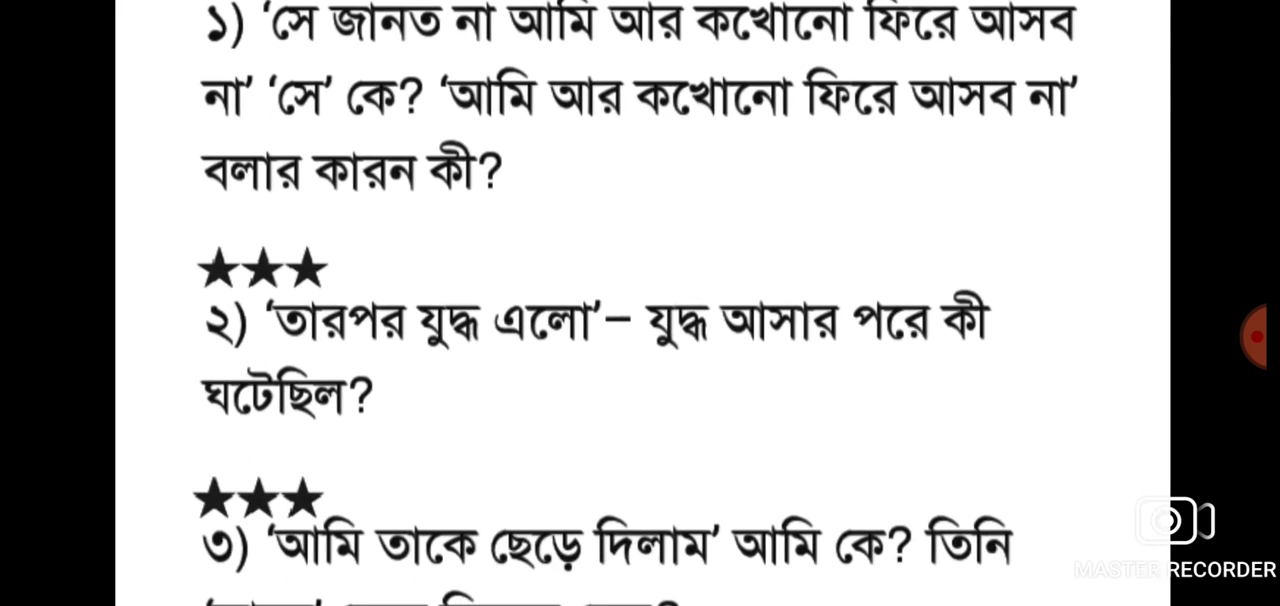 ১) ‘সে জানত না আমি আর কখোনো ফিরে আসব
না’ ‘সে’ কে? ‘আমি আর কখোনো ফিরে আসব না’
বলার কারন কী?
★★★
২) ‘তারপর যুদ্ধ এলো’– যুদ্ধ আসার পরে কী
ঘটেছিল?
★★★
৩) ‘আমি তাকে ছেড়ে দিলাম’ আমি কে? তিনি
MASTER RECORDER